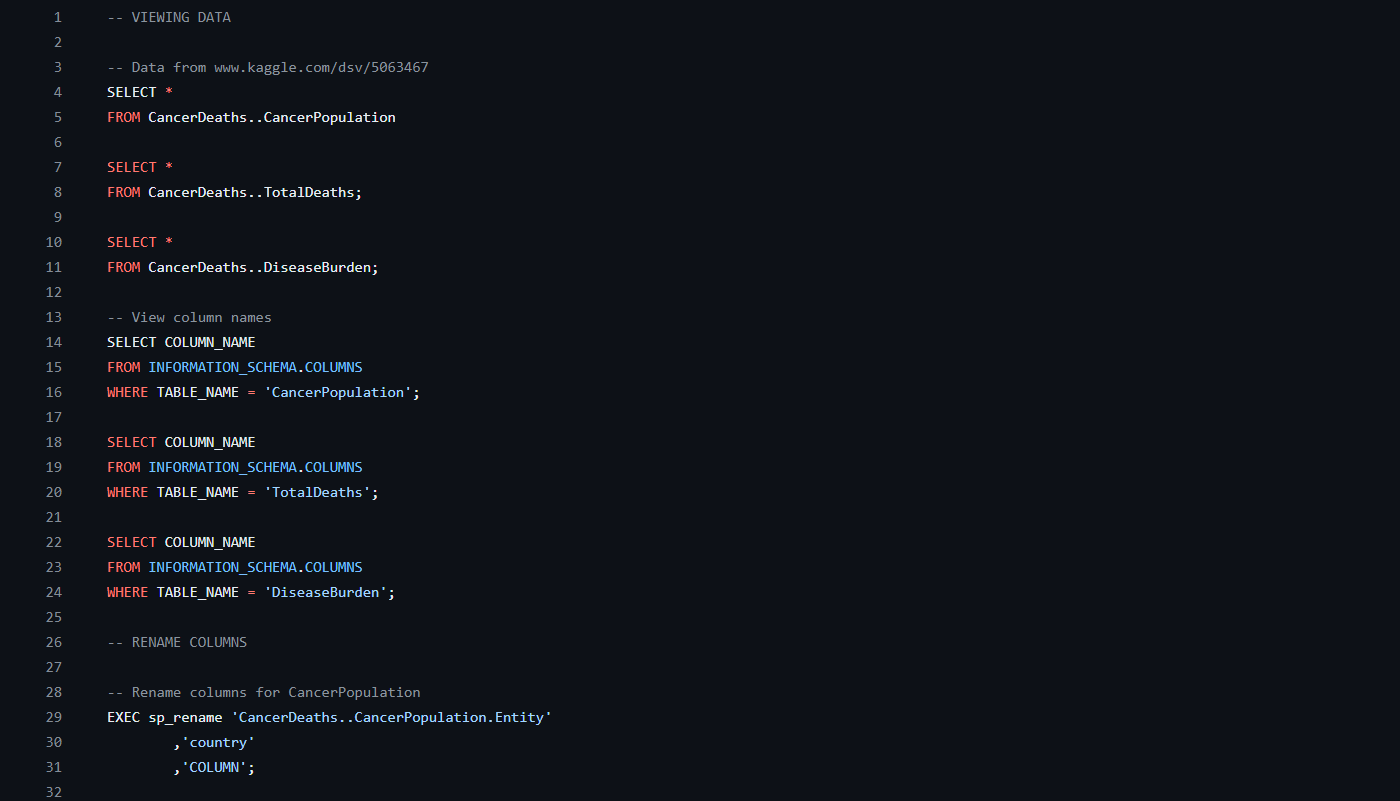 1 -- VIEWING DATA
2
3 -- Data from www.kaggle.com/dsv/5063467
4 SELECT *
5 FROM CancerDeaths..CancerPopulation
6
7 SELECT *
8 FROM CancerDeaths..TotalDeaths;
9
10 SELECT *
11 FROM CancerDeaths..DiseaseBurden;
12
13 -- View column names
14 SELECT COLUMN_NAME
15 FROM INFORMATION_SCHEMA.COLUMNS
16 WHERE TABLE_NAME = 'CancerPopulation';
17
18 SELECT COLUMN_NAME
19 FROM INFORMATION_SCHEMA.COLUMNS
20 WHERE TABLE_NAME = 'TotalDeaths';
21
22 SELECT COLUMN_NAME
23 FROM INFORMATION_SCHEMA.COLUMNS
24 WHERE TABLE_NAME = 'DiseaseBurden';
25
26 -- RENAME COLUMNS
27
28 -- Rename columns for CancerPopulation
29 EXEC sp_rename 'CancerDeaths..CancerPopulation.Entity'
30 ,'country'
31 ,'COLUMN';
32